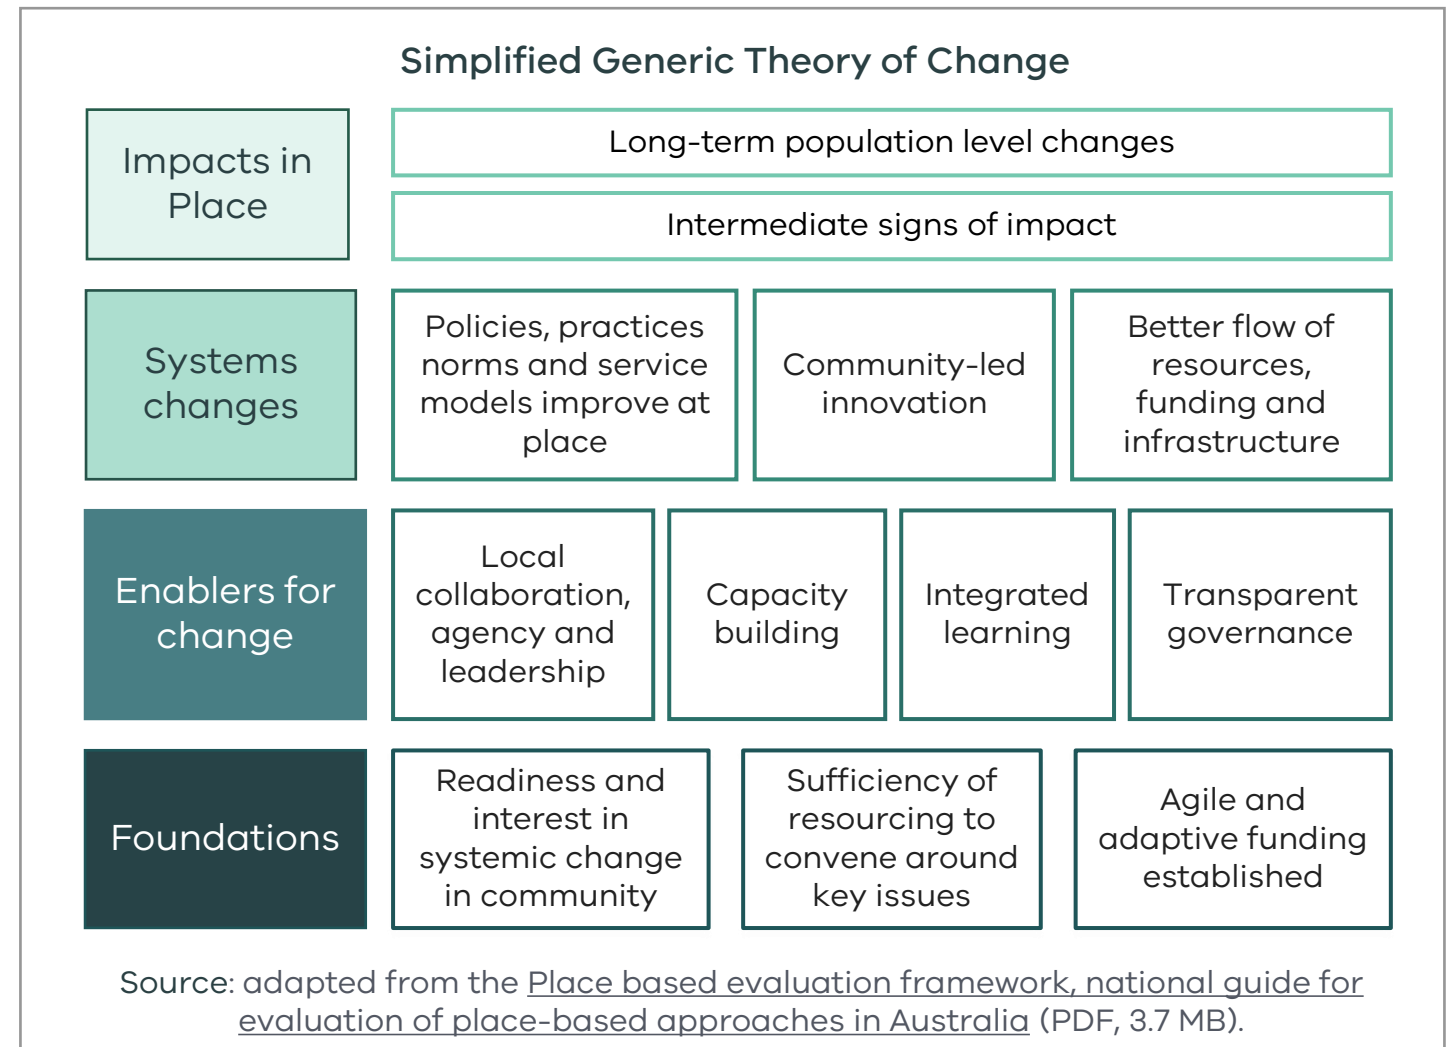 Simplified Generic Theory of Change
Impacts in
Place
Long-term population level changes
Intermediate signs of impact
Systems
changes
Policies, practices
norms and service
models improve at
place
Community-led
innovation
Better flow of
resources,
funding and
infrastructure
Enablers for
change
Local
collaboration,
agency and
leadership
Capacity
building
Integrated
learning
Transparent
governance
Foundations
Readiness and
interest in
systemic change
in community
Sufficiency of
resourcing to
convene around
key issues
Agile and
adaptive funding
established
Source: adapted from the Place based evaluation framework, national guide for
evaluation of place-based approaches in Australia (PDF, 3.7 MB).